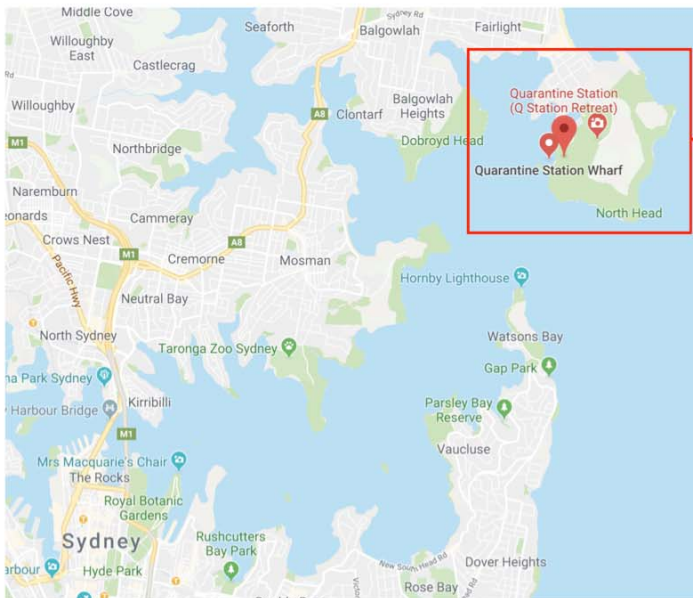 Middle Cove
Seaforth
Sydney Rd
Balgowlah
Fairlight
Willoughby
East
Castlecrag
Quarantine Station
(Q Station Retreat)
Willoughby
A8
Clontarf
Balgowlah
Heights
M1
Northbridge
Dobroyd Head
Quarantine Station Wharf
Naremburn
Cammeray
North Head
Crows Nest
M1
A8
Cremorne
Mosman
Pacific Hwy
Hornby Lighthouse
Neutral Bay
Watsons Bay
North Sydney
Taronga Zoo Sydney
Gap Park
Park Sydney
Kirribilli
Parsley Bay
Reserve
Harbour Bridge
M1
Vaucluse
Mrs Macquarie's Chair
The Rocks
Royal Botanic
Gardens
Rushcutters
Bay Park
Sydney
New South Head Rd
Dover Heights
Hyde Park
Rose Bay